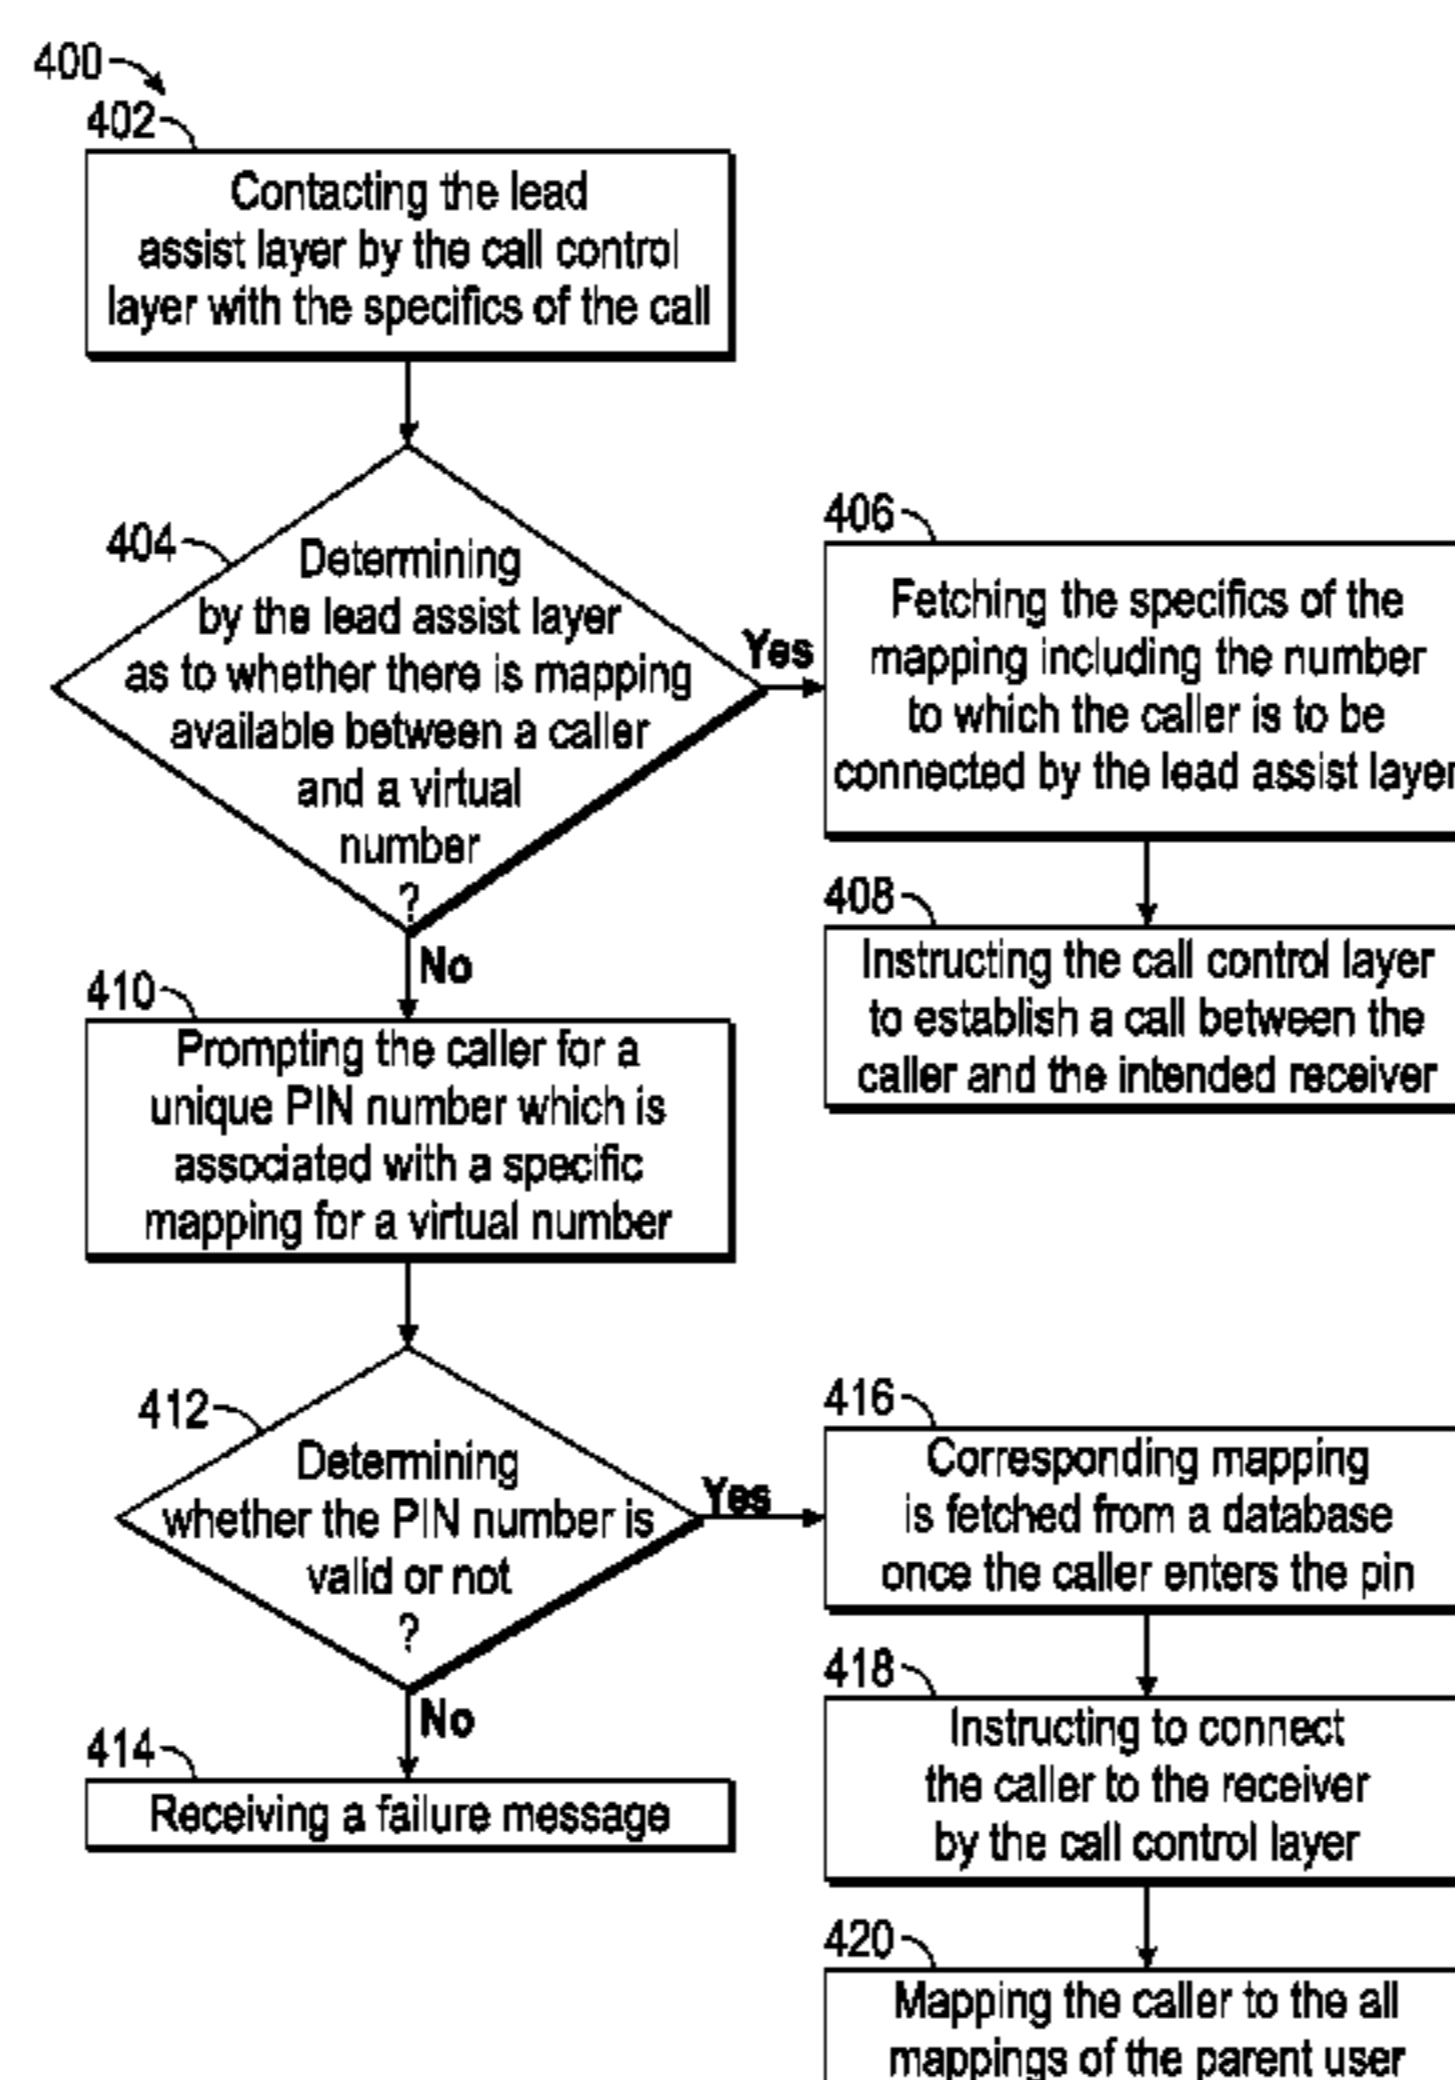 400
402
Contacting the lead
assist layer by the call control
layer with the specifics of the call
404
Determining
by the lead assist layer
as to whether there is mapping
available between a caller
and a virtual
number
?
Yes
No
406
Fetching the specifics of the
mapping including the number
to which the caller is to be
connected by the lead assist layer
408
Instructing the call control layer
to establish a call between the
caller and the intended receiver
410
Prompting the caller for a
unique PIN number which is
associated with a specific
mapping for a virtual number
412
Determining
whether the PIN number is
valid or not
?
Yes
No
414
Receiving a failure message
416
Corresponding mapping
is fetched from a database
once the caller enters the pin
418
Instructing to connect
the caller to the receiver
by the call control layer
420
Mapping the caller to the all
mappings of the parent user